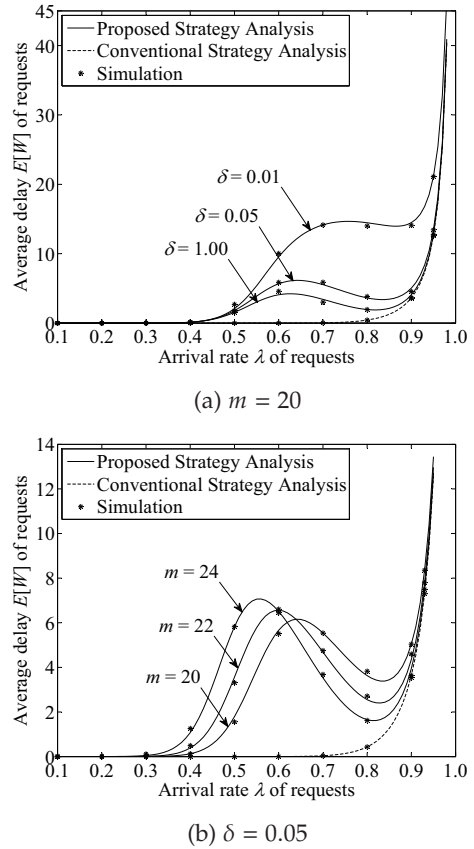 45
40
30
20
10
0
Average delay E[W] of requests
Proposed Strategy Analysis
Conventional Strategy Analysis
Simulation
δ = 0.01
δ = 0.05
δ = 1.00
0.1 0.2 0.3 0.4 0.5 0.6 0.7 0.8 0.9 1.0
Arrival rate λ of requests
(a) m = 20
14
12
10
8
6
4
2
0
Average delay E[W] of requests
Proposed Strategy Analysis
Conventional Strategy Analysis
Simulation
m = 24
m = 22
m = 20
0.1 0.2 0.3 0.4 0.5 0.6 0.7 0.8 0.9 1.0
Arrival rate λ of requests
(b) δ = 0.05